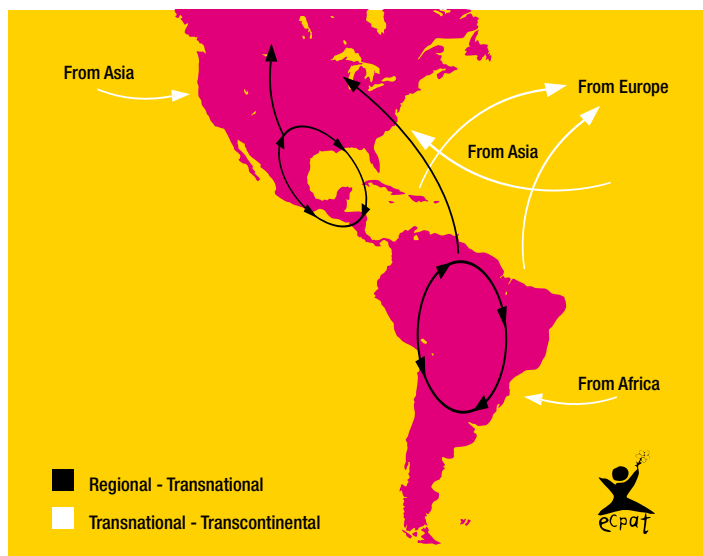 From Asia
From Europe
From Asia
From Africa
Regional - Transnational
Transnational - Transcontinental
ecpat